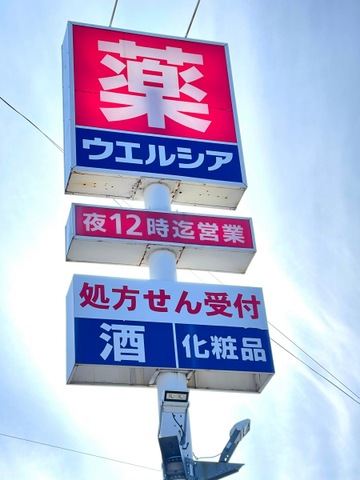 薬
ウエルシア
夜12時迄営業
処方せん受付
酒 化粧品